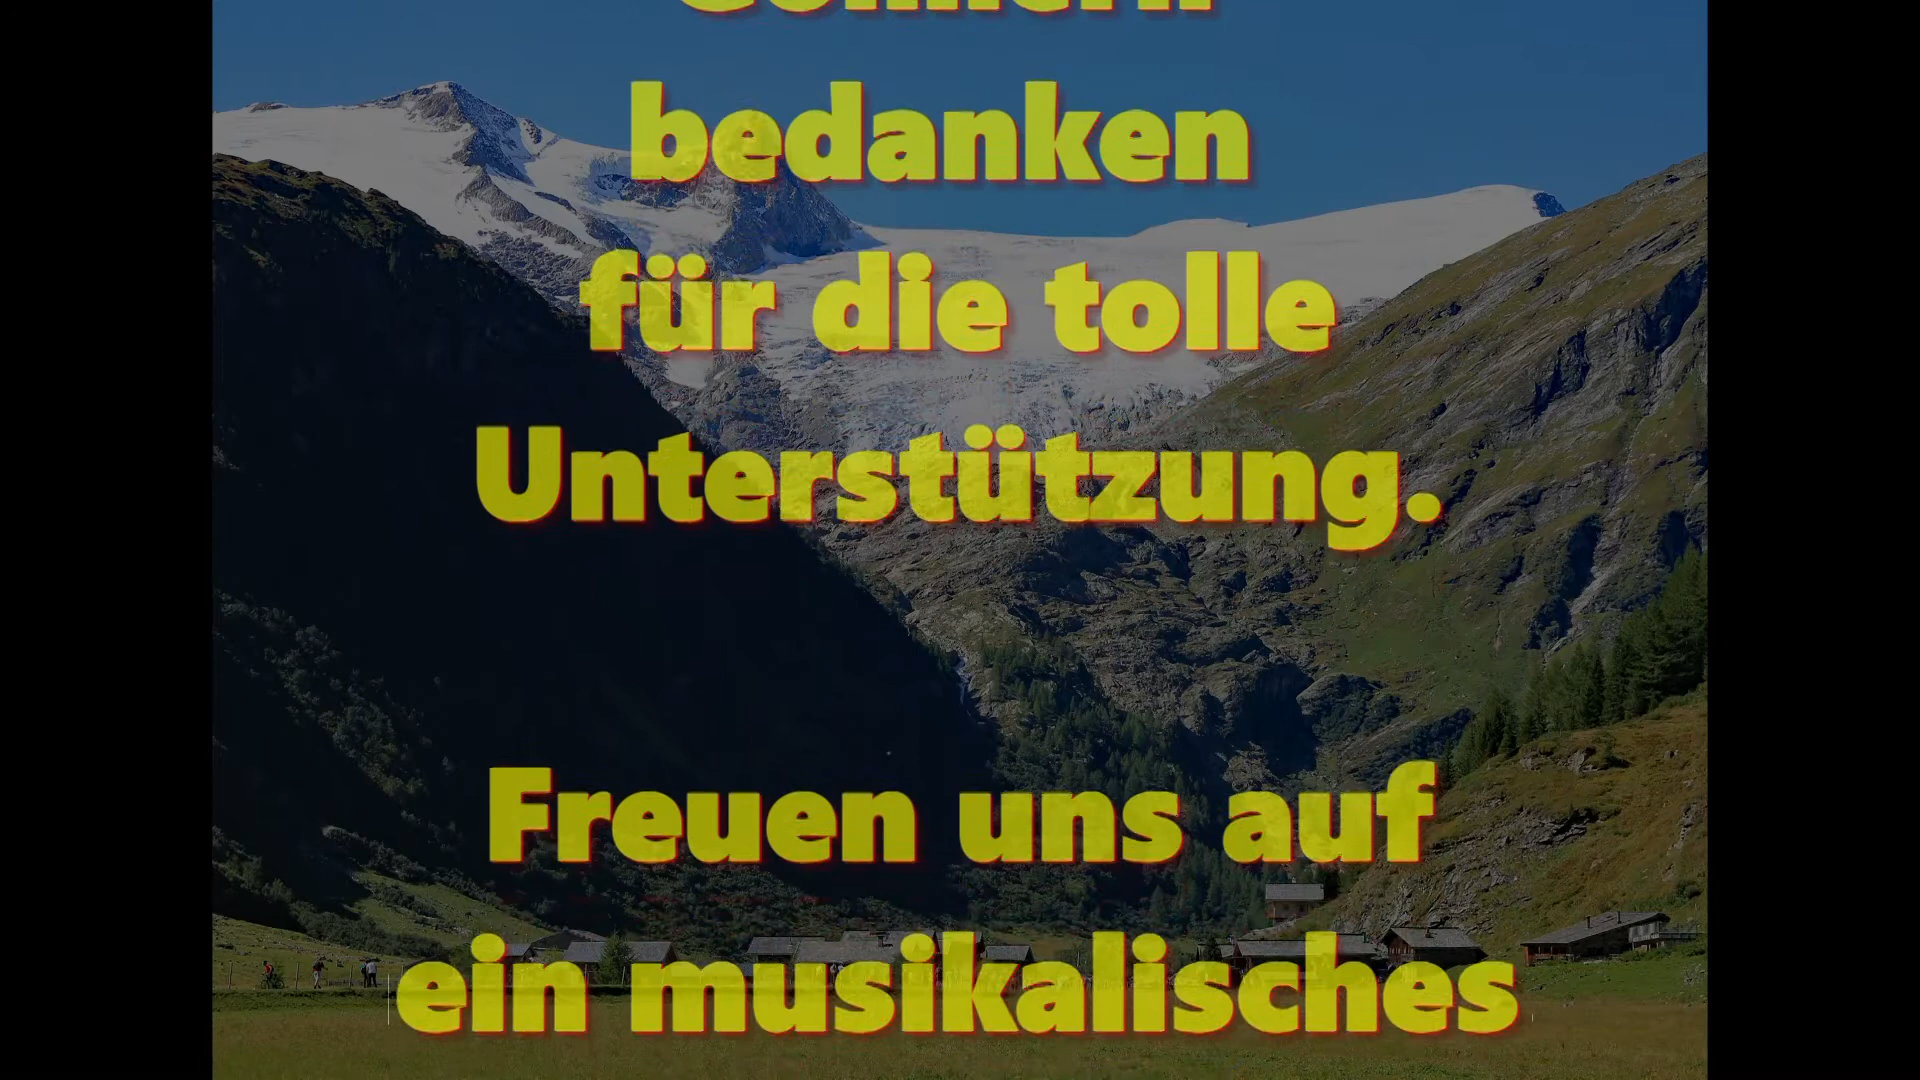 bedanken
für die tolle
Unterstützung.
Freuen uns auf
ein musikalisches